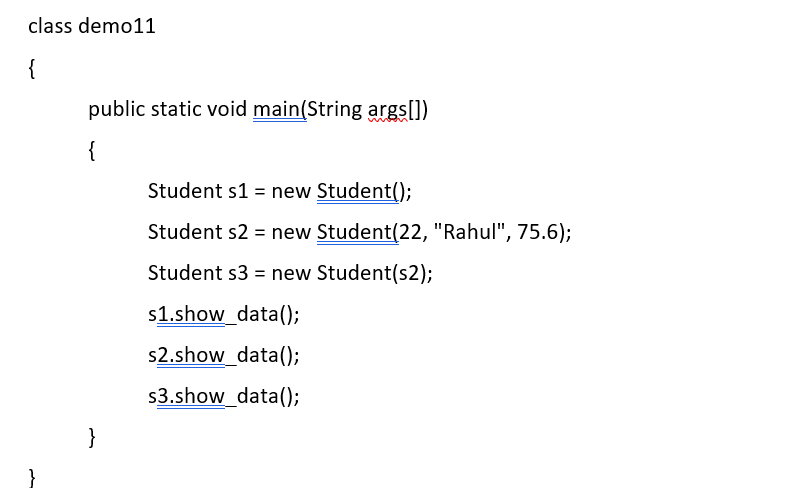 class demo11
{
public static void main(String args[])
{
Student s1 = new Student();
Student s2 = new Student(22, "Rahul", 75.6);
Student s3 = new Student(s2);
s1.show_data();
s2.show_data();
s3.show_data();
}
}